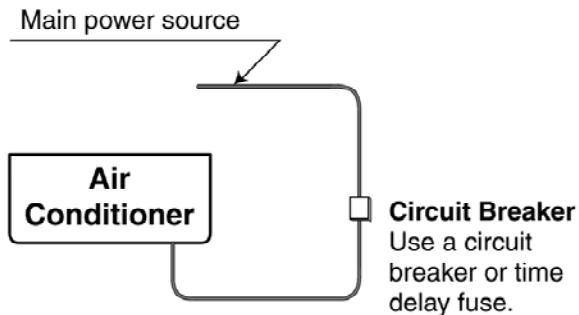 Main power source
Air
Conditioner
Circuit Breaker
Use a circuit
breaker or time
delay fuse.